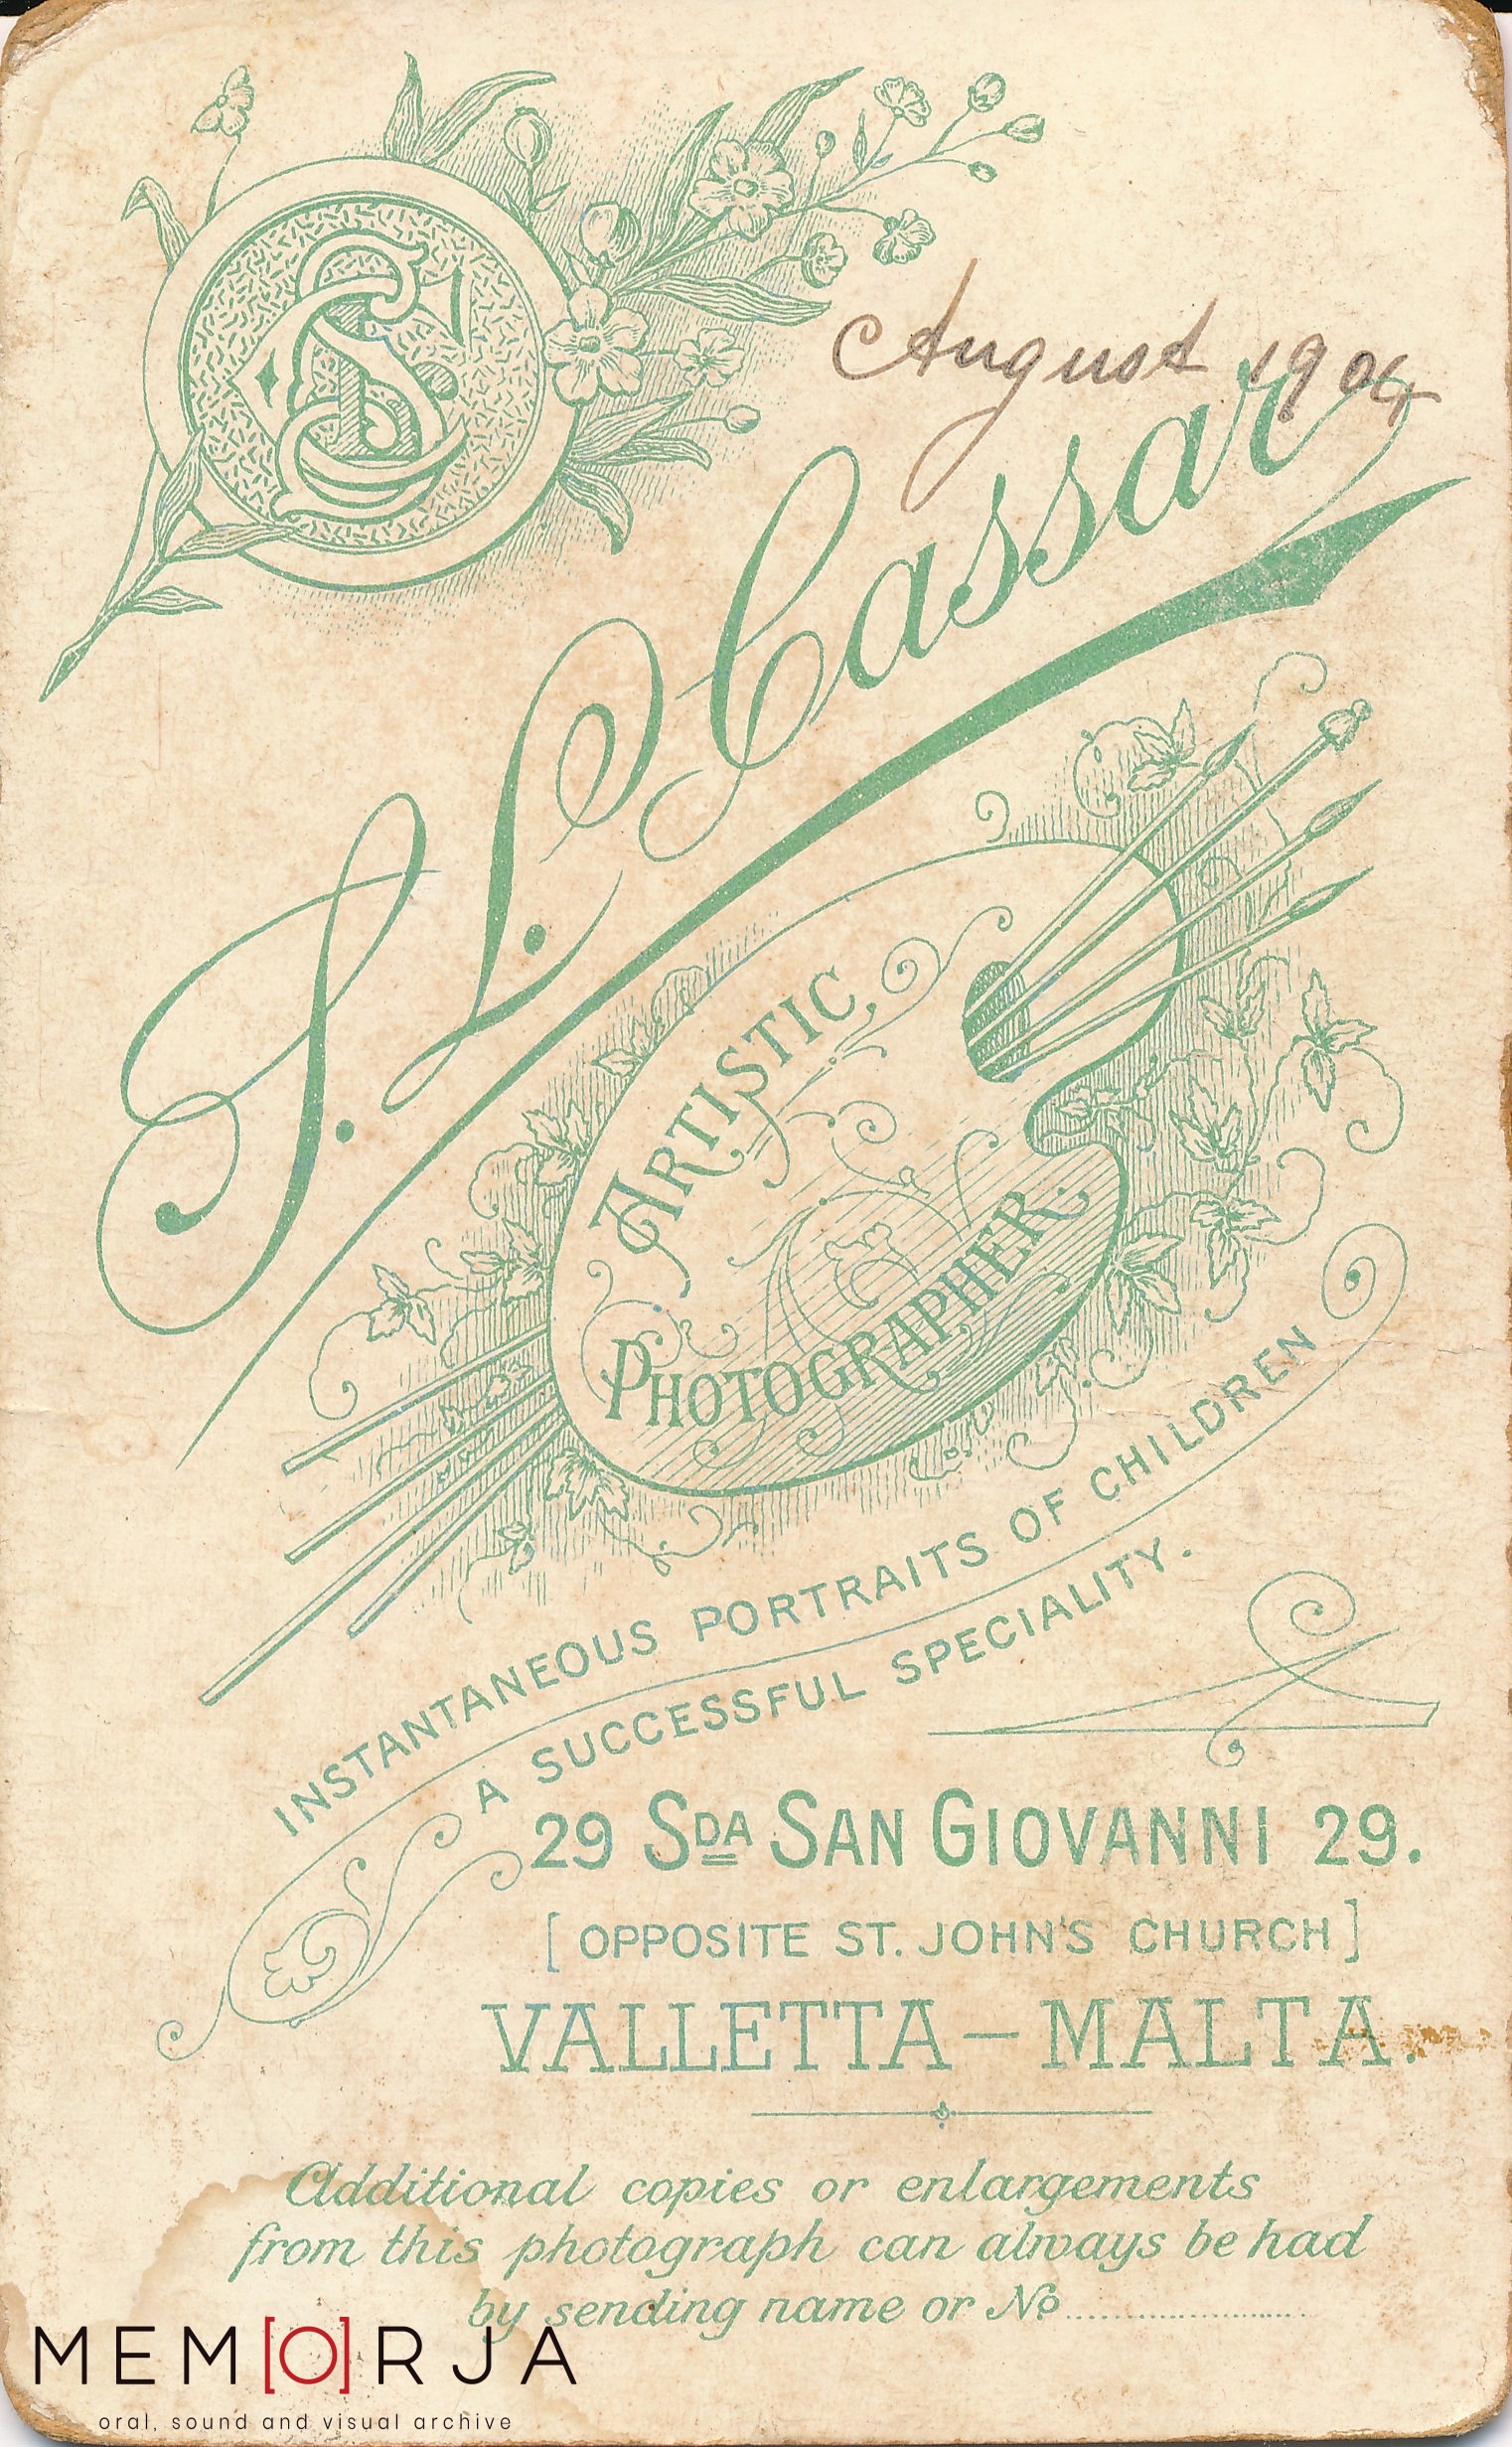 August 1904
S. L. Cassar
ARTISTIC
&
PHOTOGRAPHER.
INSTANTANEOUS PORTRAITS OF CHILDREN
A SUCCESSFUL SPECIALITY.
29 SDA SAN GIOVANNI 29.
[OPPOSITE ST. JOHN'S CHURCH]
VALLETTA – MALTA.
Additional copies or enlargements
from this photograph can always be had
by sending name or No....................
MEM[O]RJA
oral, sound and visual archive